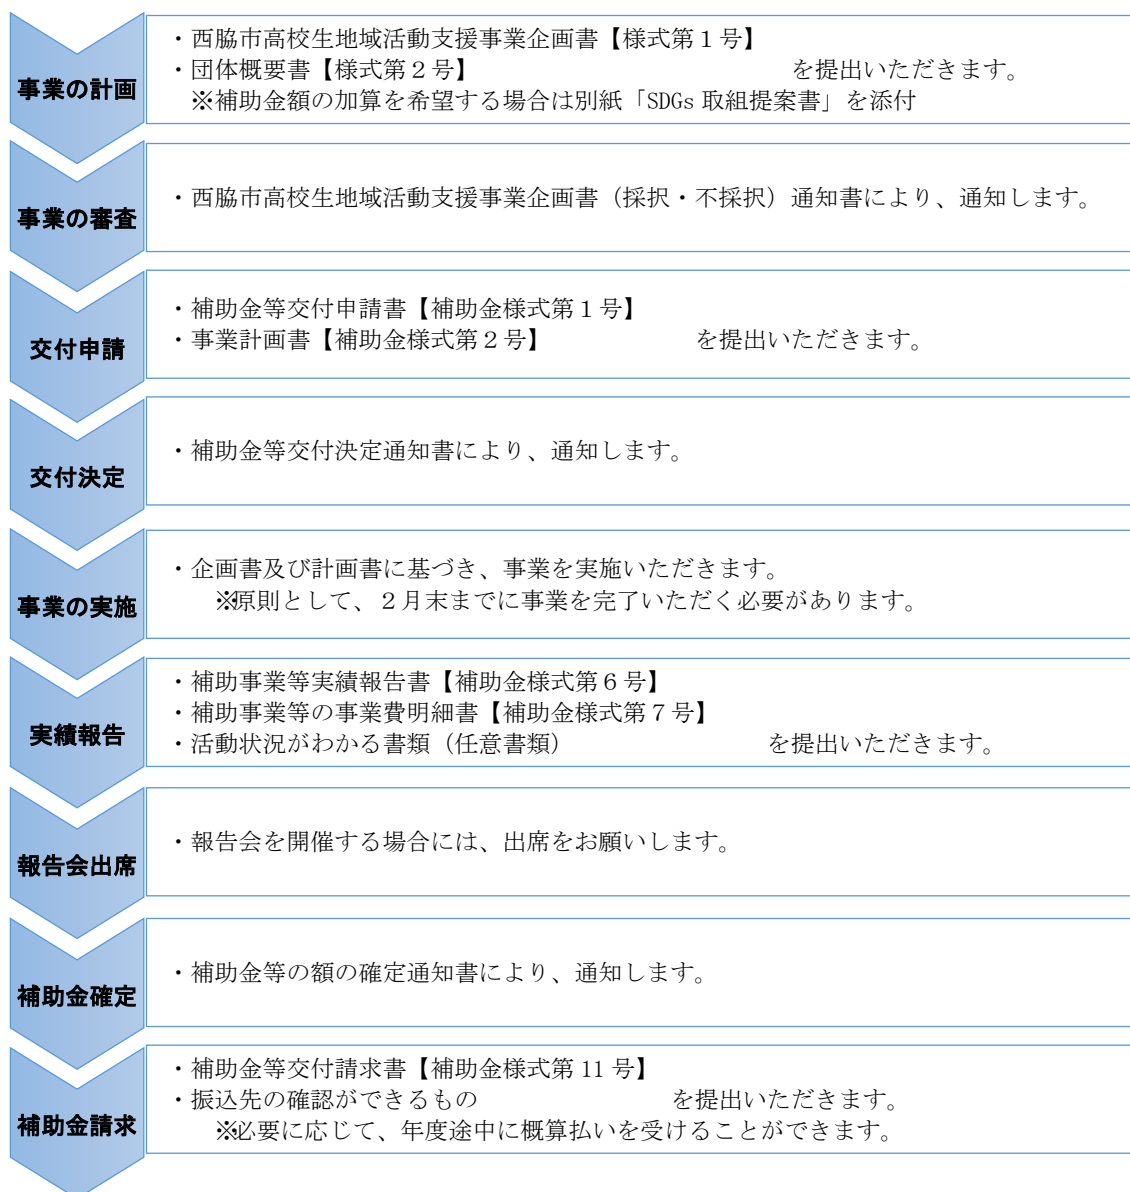 事業の計画
・西脇市高校生地域活動支援事業企画書【様式第１号】
・団体概要書【様式第２号】　を提出いただきます。
※補助金額の加算を希望する場合は別紙「SDGs 取組提案書」を添付
事業の審査
・西脇市高校生地域活動支援事業企画書（採択・不採択）通知書により、通知します。
交付申請
・補助金等交付申請書【補助金様式第１号】
・事業計画書【補助金様式第２号】　を提出いただきます。
交付決定
・補助金等交付決定通知書により、通知します。
事業の実施
・企画書及び計画書に基づき、事業を実施いただきます。
※原則として、２月末までに事業を完了いただく必要があります。
実績報告
・補助事業等実績報告書【補助金様式第６号】
・補助事業等の事業費明細書【補助金様式第７号】
・活動状況がわかる書類（任意書類）　を提出いただきます。
報告会出席
・報告会を開催する場合には、出席をお願いします。
補助金確定
・補助金等の額の確定通知書により、通知します。
補助金請求
・補助金等交付請求書【補助金様式第 11 号】
・振込先の確認ができるもの　を提出いただきます。
※必要に応じて、年度途中に概算払いを受けることができます。